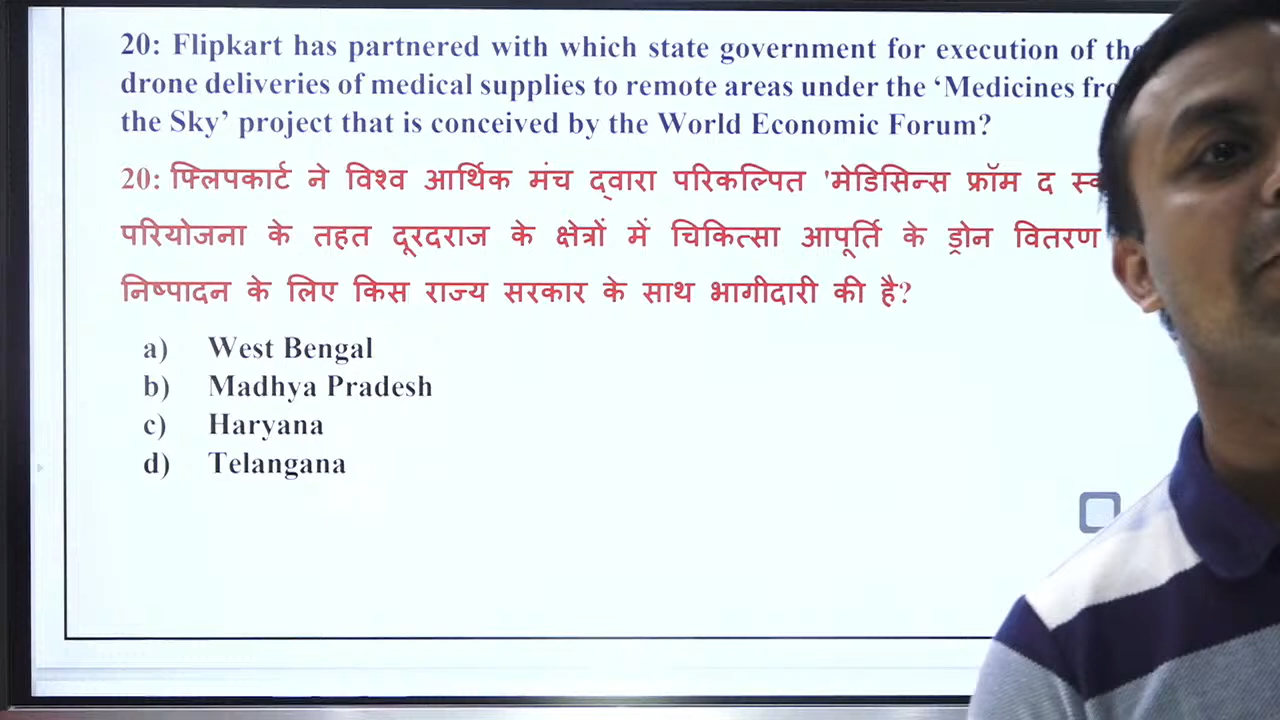 20: Flipkart has partnered with which state government for execution of the
drone deliveries of medical supplies to remote areas under the ‘Medicines
the Sky’ project that is conceived by the World Economic Forum?
20: फ्लिपकार्ट ने विश्व आर्थिक मंच द्वारा परिकल्पित 'मेडिसिन्स फ्रॉम द
परियोजना के तहत दूरदराज के क्षेत्रों में चिकित्सा आपूर्ति के ड्रोन वितरण
निष्पादन के लिए किस राज्य सरकार के साथ भागीदारी की है?
a) West Bengal
b) Madhya Pradesh
c) Haryana
d) Telangana